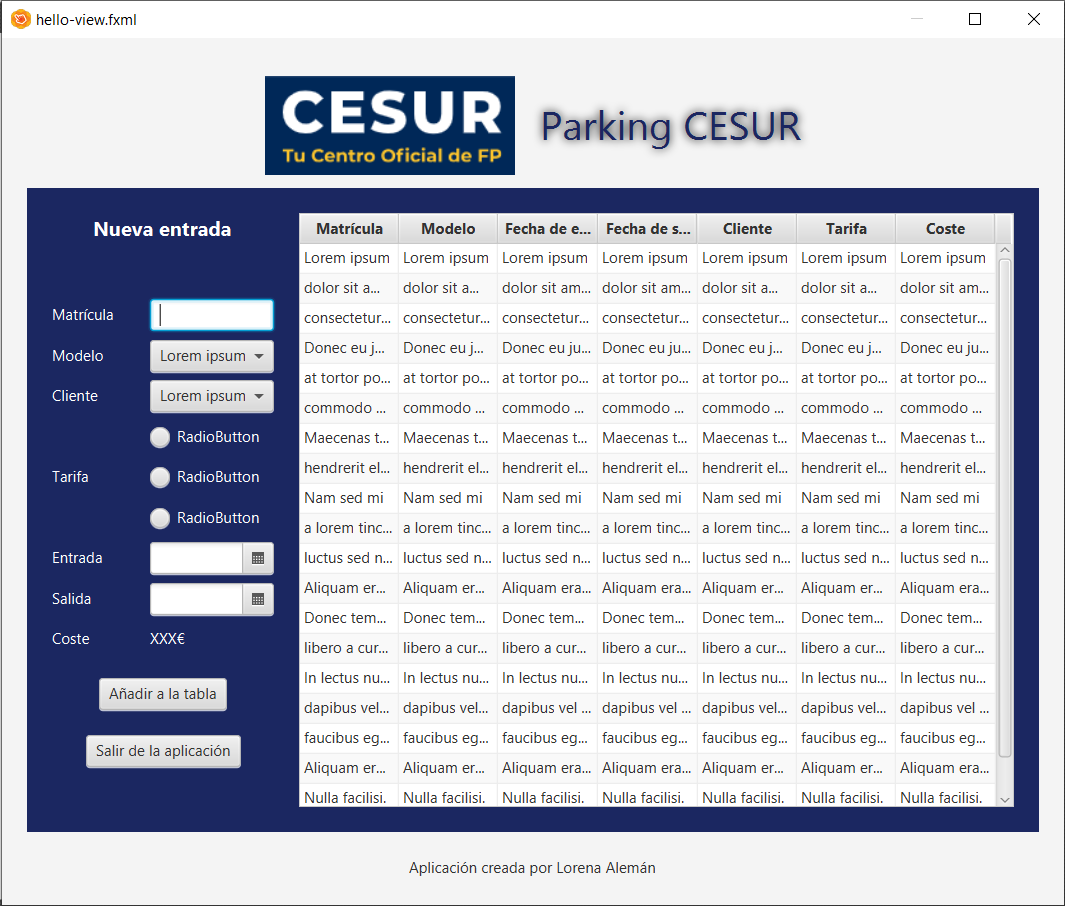 hello-view.fxml
CESUR
Tu Centro Oficial de FP
Parking CESUR
Nueva entrada
Matrícula
Modelo Lorem ipsum
Cliente Lorem ipsum
RadioButton
Tarifa RadioButton
RadioButton
Entrada
Salida
Coste XXX€
Añadir a la tabla
Salir de la aplicación
Matrícula Modelo Fecha de e... Fecha de s... Cliente Tarifa Coste
Lorem ipsum Lorem ipsum Lorem ipsum Lorem ipsum Lorem ipsum Lorem ipsum Lorem ipsum
dolor sit a... dolor sit a... dolor sit am... dolor sit am... dolor sit a... dolor sit a... dolor sit am...
consectetur... consectetur... consectetur... consectetur... consectetur... consectetur... consectetur...
Donec eu j... Donec eu j... Donec eu ju... Donec eu ju... Donec eu j... Donec eu j... Donec eu ju...
at tortor po... at tortor po... at tortor po... at tortor po... at tortor po... at tortor po... at tortor po...
commodo ... commodo ... commodo ... commodo ... commodo ... commodo ... commodo ...
Maecenas t... Maecenas t... Maecenas t... Maecenas t... Maecenas t... Maecenas t... Maecenas t...
hendrerit el... hendrerit el... hendrerit el... hendrerit el... hendrerit el... hendrerit el... hendrerit el...
Nam sed mi Nam sed mi Nam sed mi Nam sed mi Nam sed mi Nam sed mi Nam sed mi
a lorem tinc... a lorem tinc... a lorem tinc... a lorem tinc... a lorem tinc... a lorem tinc... a lorem tinc...
luctus sed n... luctus sed n... luctus sed n... luctus sed n... luctus sed n... luctus sed n... luctus sed n...
Aliquam er... Aliquam er... Aliquam era... Aliquam era... Aliquam er... Aliquam er... Aliquam era...
Donec tem... Donec tem... Donec tem... Donec tem... Donec tem... Donec tem... Donec tem...
libero a cur... libero a cur... libero a cur... libero a cur... libero a cur... libero a cur... libero a cur...
In lectus nu... In lectus nu... In lectus nu... In lectus nu... In lectus nu... In lectus nu... In lectus nu...
dapibus vel... dapibus vel... dapibus vel ... dapibus vel ... dapibus vel... dapibus vel... dapibus vel ...
faucibus eg... faucibus eg... faucibus eg... faucibus eg... faucibus eg... faucibus eg... faucibus eg...
Aliquam er... Aliquam er... Aliquam era... Aliquam era... Aliquam er... Aliquam er... Aliquam era...
Nulla facilisi. Nulla facilisi. Nulla facilisi. Nulla facilisi. Nulla facilisi. Nulla facilisi. Nulla facilisi.
Aplicación creada por Lorena Alemán